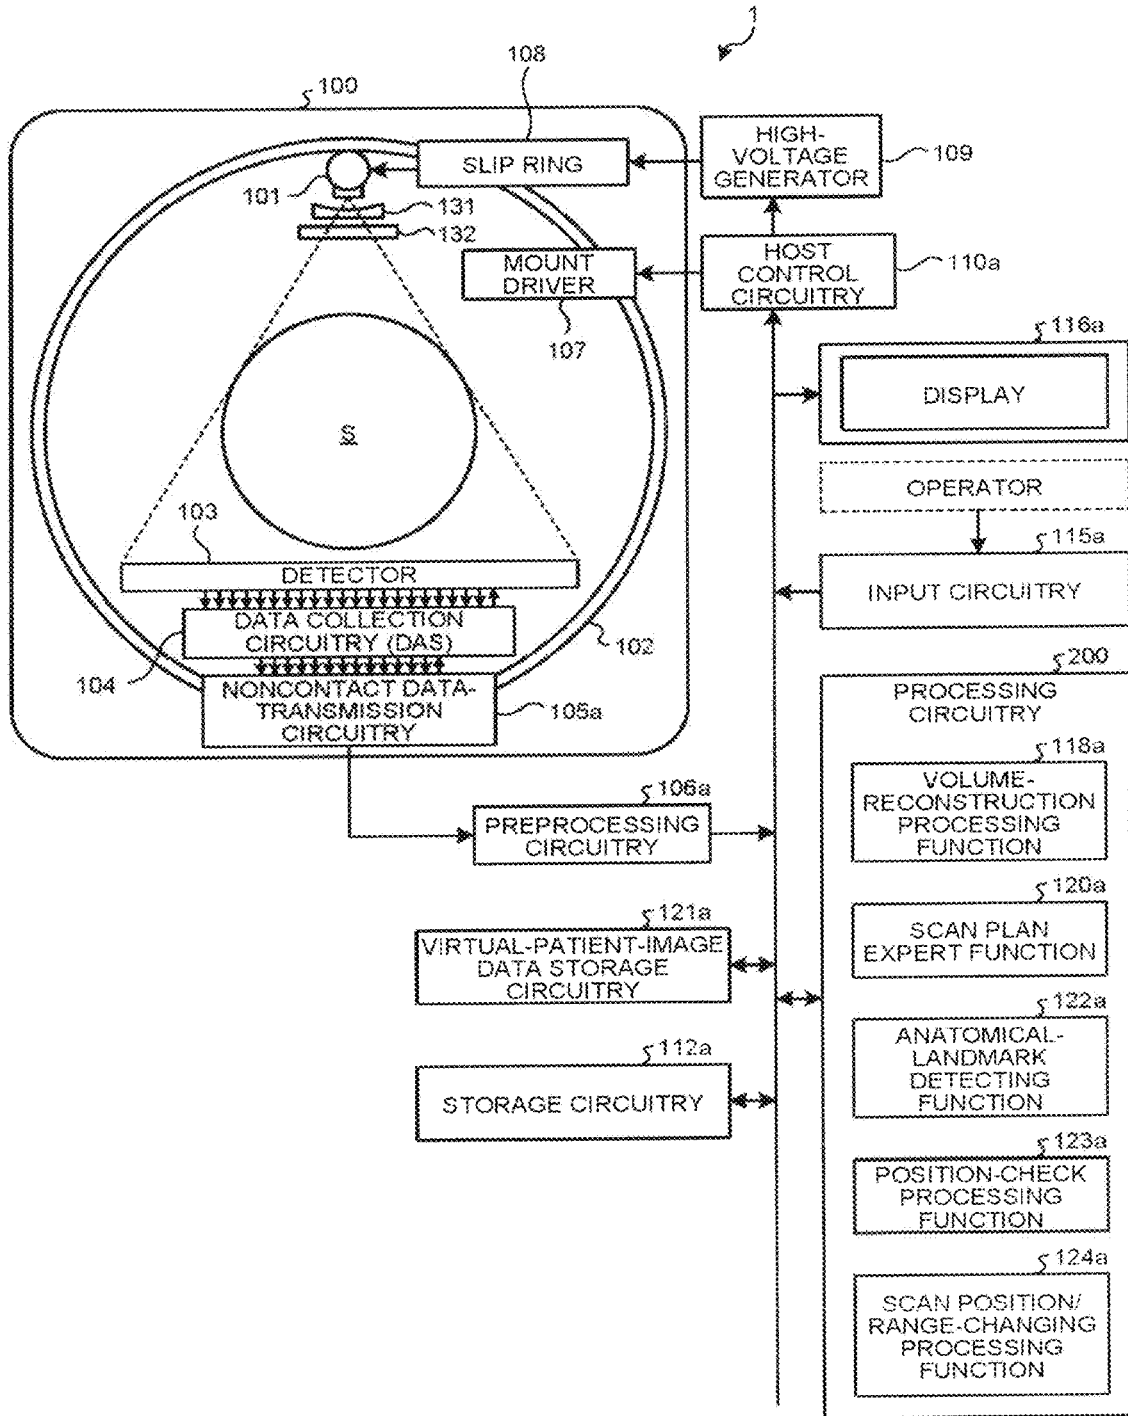 1
100
108
SLIP RING
HIGH-
VOLTAGE
GENERATOR
109
101
131
132
MOUNT
DRIVER
107
HOST
CONTROL
CIRCUITRY
110a
116a
DISPLAY
S
OPERATOR
103
DETECTOR
115a
INPUT CIRCUITRY
DATA COLLECTION
CIRCUITRY (DAS)
104
102
NONCONTACT DATA-
TRANSMISSION
CIRCUITRY
105a
200
PROCESSING
CIRCUITRY
118a
VOLUME-
RECONSTRUCTION
PROCESSING
FUNCTION
106a
PREPROCESSING
CIRCUITRY
120a
SCAN PLAN
EXPERT FUNCTION
121a
VIRTUAL-PATIENT-IMAGE
DATA STORAGE
CIRCUITRY
122a
ANATOMICAL-
LANDMARK
DETECTING
FUNCTION
112a
STORAGE CIRCUITRY
123a
POSITION-CHECK
PROCESSING
FUNCTION
124a
SCAN POSITION/
RANGE-CHANGING
PROCESSING
FUNCTION